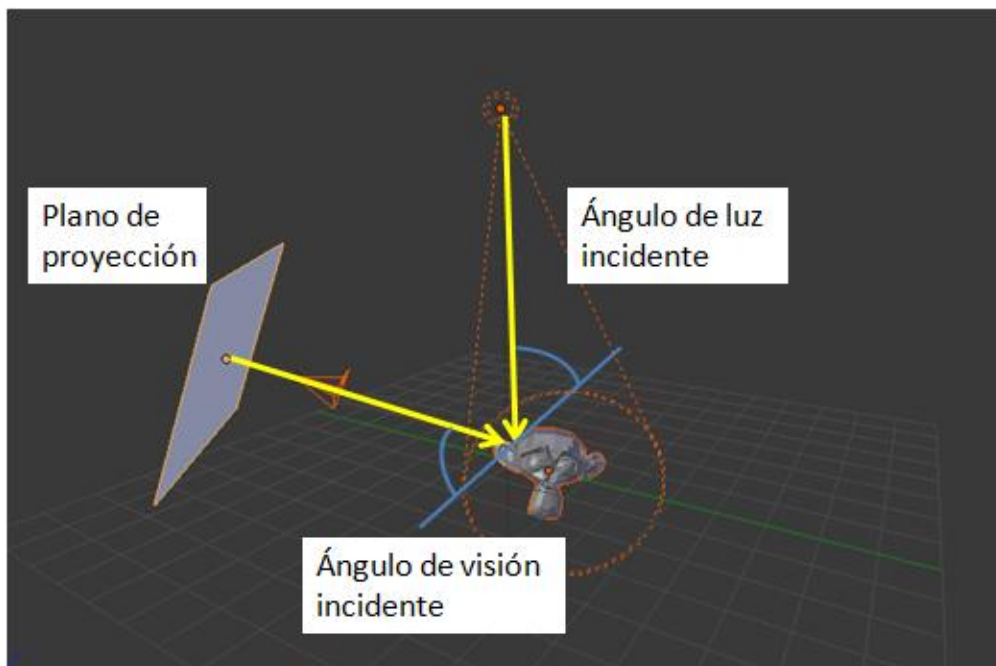 Plano de
proyección
Ángulo de luz
incidente
Ángulo de visión
incidente